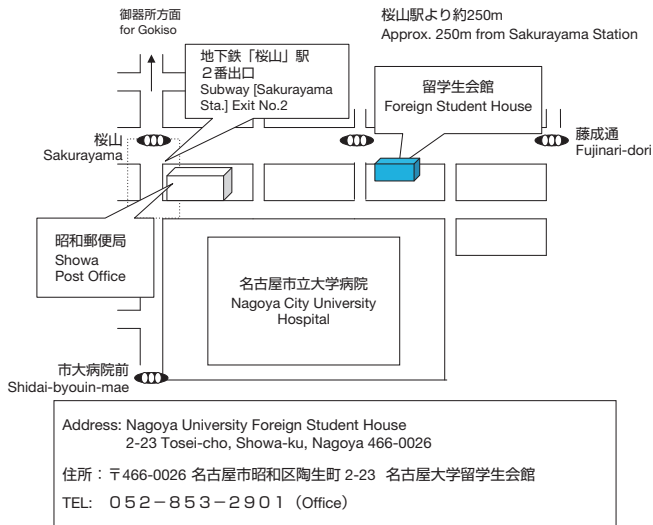 御器所方面
for Gokiso
桜山駅より約250m
Approx. 250m from Sakurayama Station
地下鉄「桜山」駅
２番出口
Subway [Sakurayama
Sta.] Exit No.2
留学生会館
Foreign Student House
桜山
Sakurayama
藤成通
Fujinari-dori
昭和郵便局
Showa
Post Office
名古屋市立大学病院
Nagoya City University
Hospital
市大病院前
Shidai-byouin-mae
Address: Nagoya University Foreign Student House
2-23 Tosei-cho, Showa-ku, Nagoya 466-0026
住所：〒466-0026 名古屋市昭和区陶生町 2-23 名古屋大学留学生会館
TEL: ０５２－８５３－２９０１（Office）